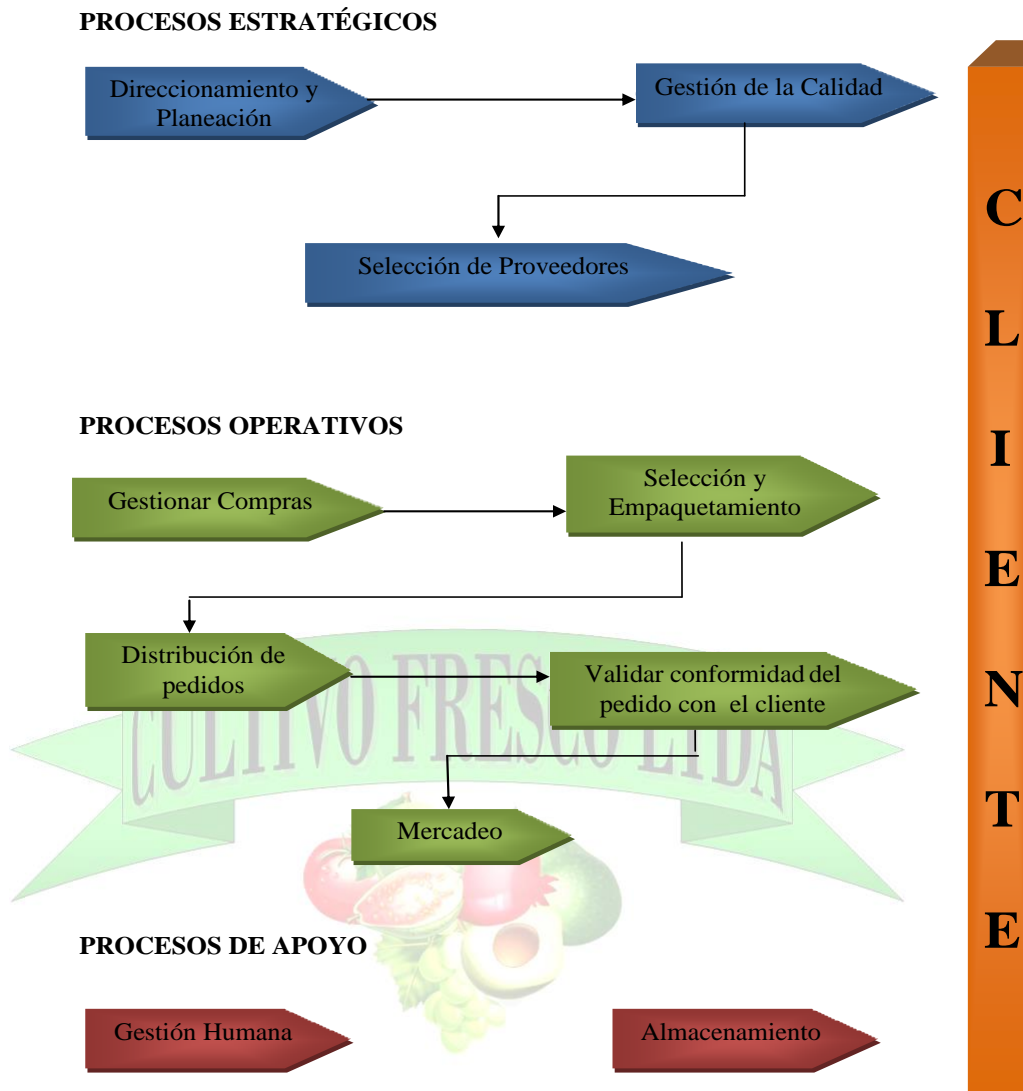 PROCESOS ESTRATÉGICOS
Direccionamiento y
Planeación
Gestión de la Calidad
Selección de Proveedores
PROCESOS OPERATIVOS
Gestionar Compras
Selección y
Empaquetamiento
Distribución de
pedidos
Validar conformidad del
pedido con el cliente
CULTIVO FRESCO LTDA
Mercadeo
PROCESOS DE APOYO
Gestión Humana
Almacenamiento
C
L
I
E
N
T
E